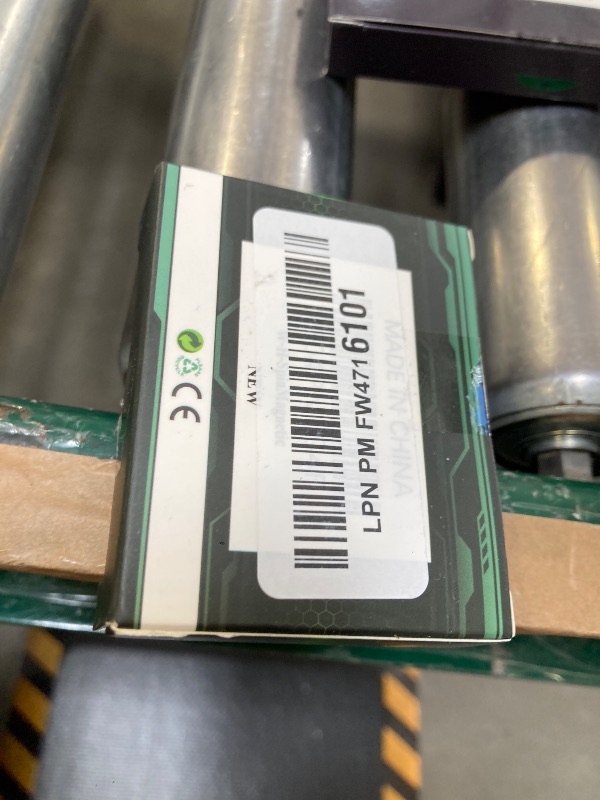 LPN PM FW4716101
MADE IN CHINA
NEW
CE